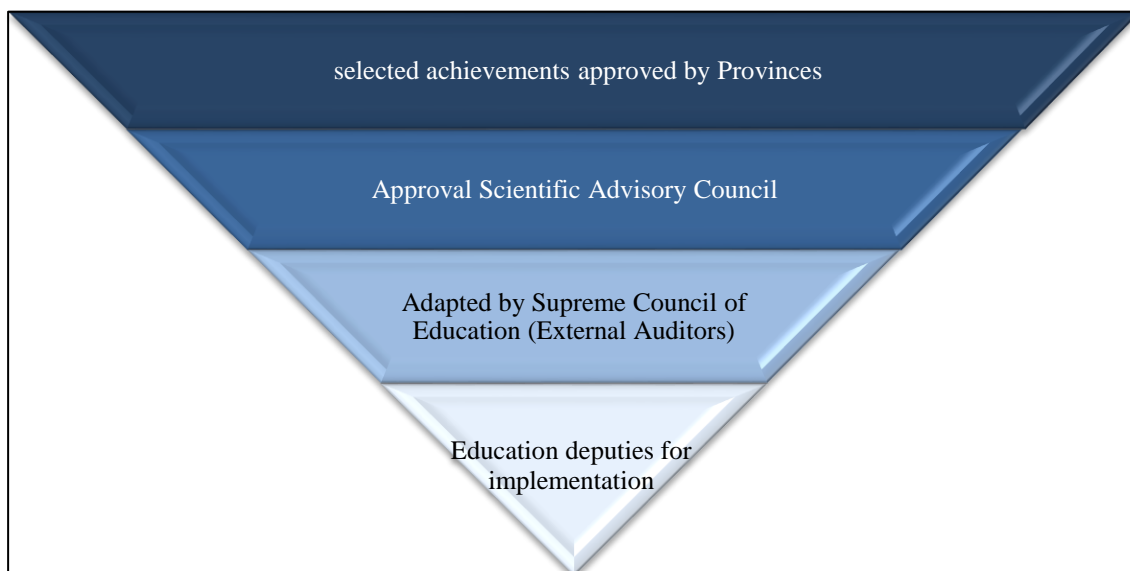 selected achievements approved by Provinces
Approval Scientific Advisory Council
Adapted by Supreme Council of
Education (External Auditors)
Education deputies for
implementation